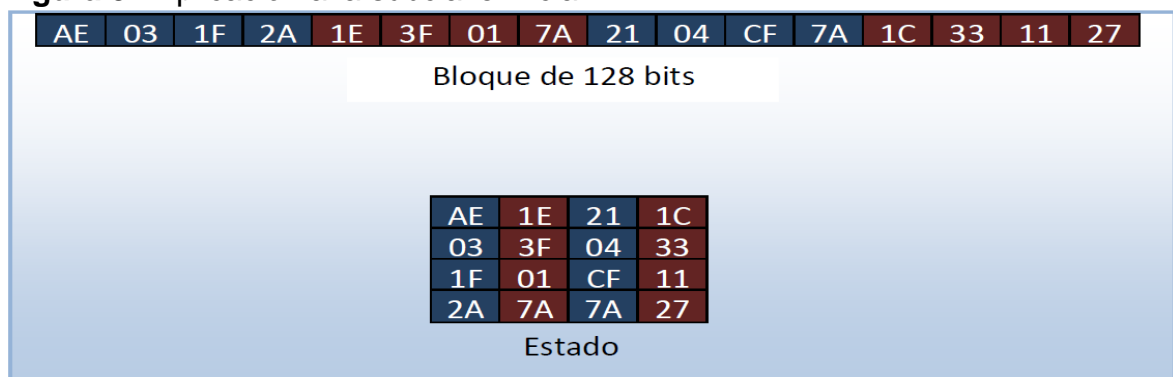 AE 03 1F 2A 1E 3F 01 7A 21 04 CF 7A 1C 33 11 27
Bloque de 128 bits
AE 1E 21 1C
03 3F 04 33
1F 01 CF 11
2A 7A 7A 27
Estado